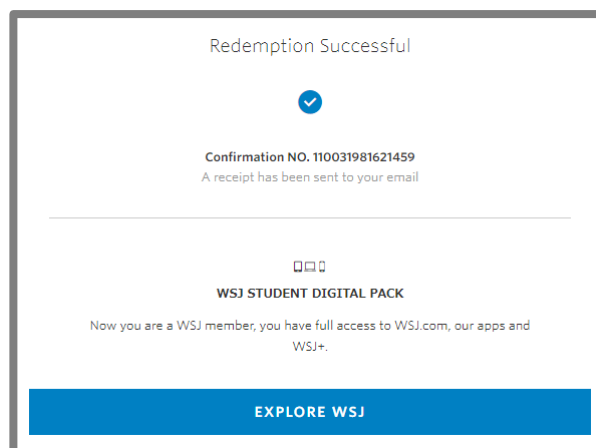 Redemption Successful
Confirmation NO. 110031981621459
A receipt has been sent to your email
WSJ STUDENT DIGITAL PACK
Now you are a WSJ member, you have full access to WSJ.com, our apps and
WSJ+.
EXPLORE WSJ